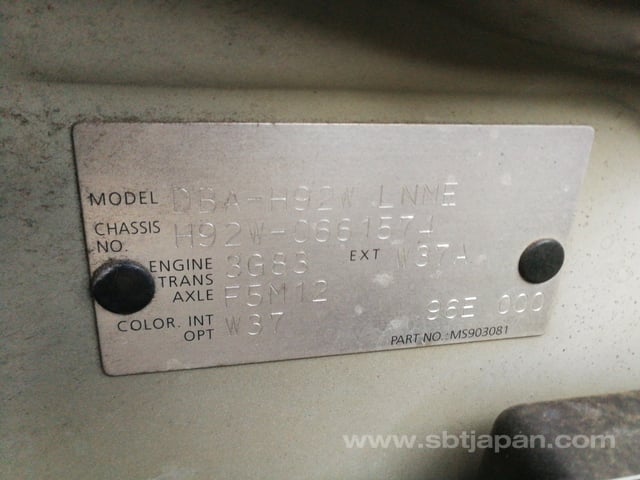 MODEL DBA-H92W LNME
CHASSIS NO. H92W-066157J
ENGINE 3G83 EXT W37A
TRANS AXLE F5M12
COLOR. INT OPT W37 96E 000
PART NO.: MS903081
www.sbtjapan.com